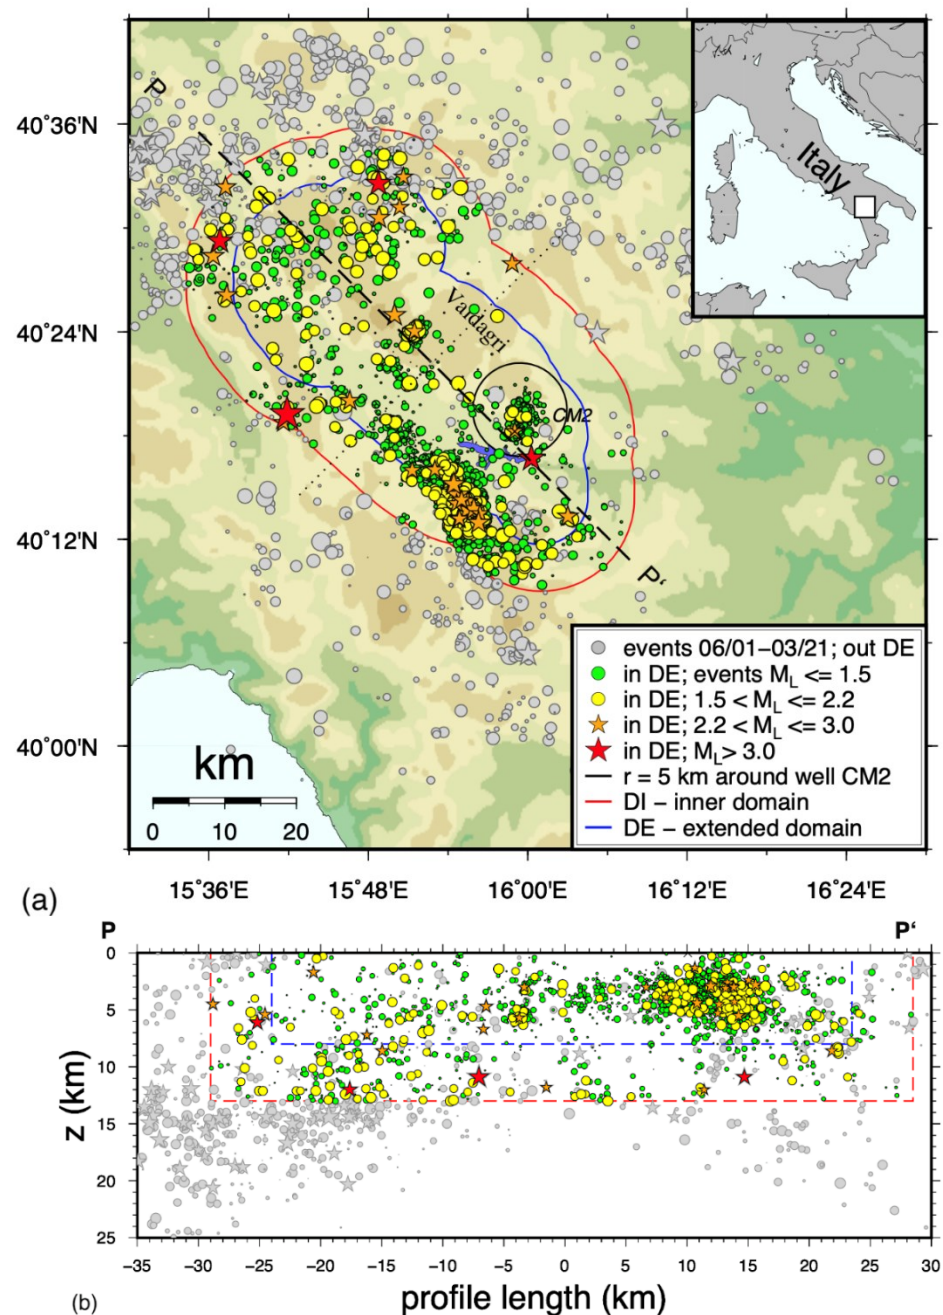 P
40°36'N
40°24'N
40°12'N
40°00'N
Italy
Valdagri
CM2
P‘
km
0 5 10 20
events 06/01–03/21; out DE
in DE; events M_L <= 1.5
in DE; 1.5 < M_L <= 2.2
in DE; 2.2 < M_L <= 3.0
in DE; M_L > 3.0
r = 5 km around well CM2
DI – inner domain
DE – extended domain
15°36'E 15°48'E 16°00'E 16°12'E 16°24'E
(a)
P P‘
0
5
10
15
20
25
z (km)
−35 −30 −25 −20 −15 −10 −5 0 5 10 15 20 25 30
profile length (km)
(b)